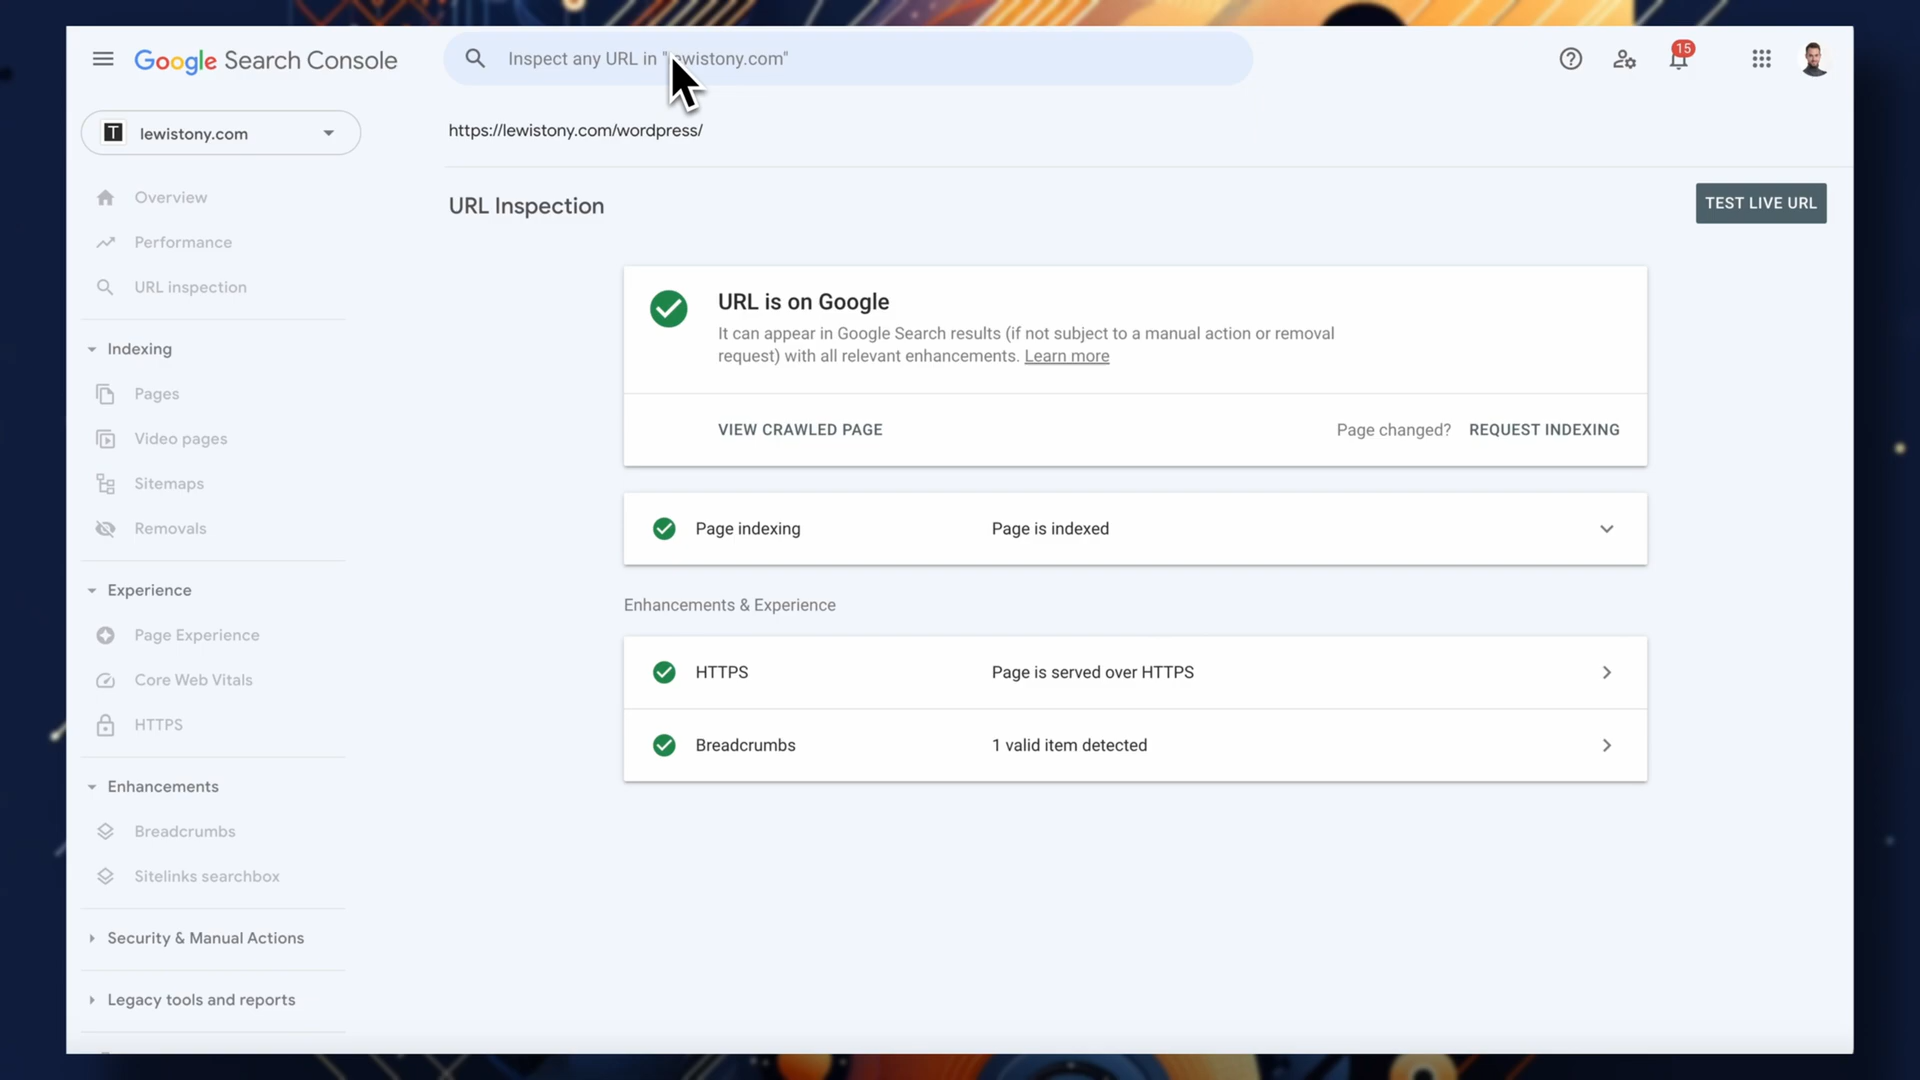 Google Search Console
Inspect any URL in "lewistony.com"
15
T
lewistony.com
https://lewistony.com/wordpress/
Overview
Performance
URL inspection
Indexing
Pages
Video pages
Sitemaps
Removals
Experience
Page Experience
Core Web Vitals
HTTPS
Enhancements
Breadcrumbs
Sitelinks searchbox
Security & Manual Actions
Legacy tools and reports
URL Inspection
TEST LIVE URL
URL is on Google
It can appear in Google Search results (if not subject to a manual action or removal
request) with all relevant enhancements. Learn more
VIEW CRAWLED PAGE
Page changed? REQUEST INDEXING
Page indexing Page is indexed
Enhancements & Experience
HTTPS Page is served over HTTPS
Breadcrumbs 1 valid item detected